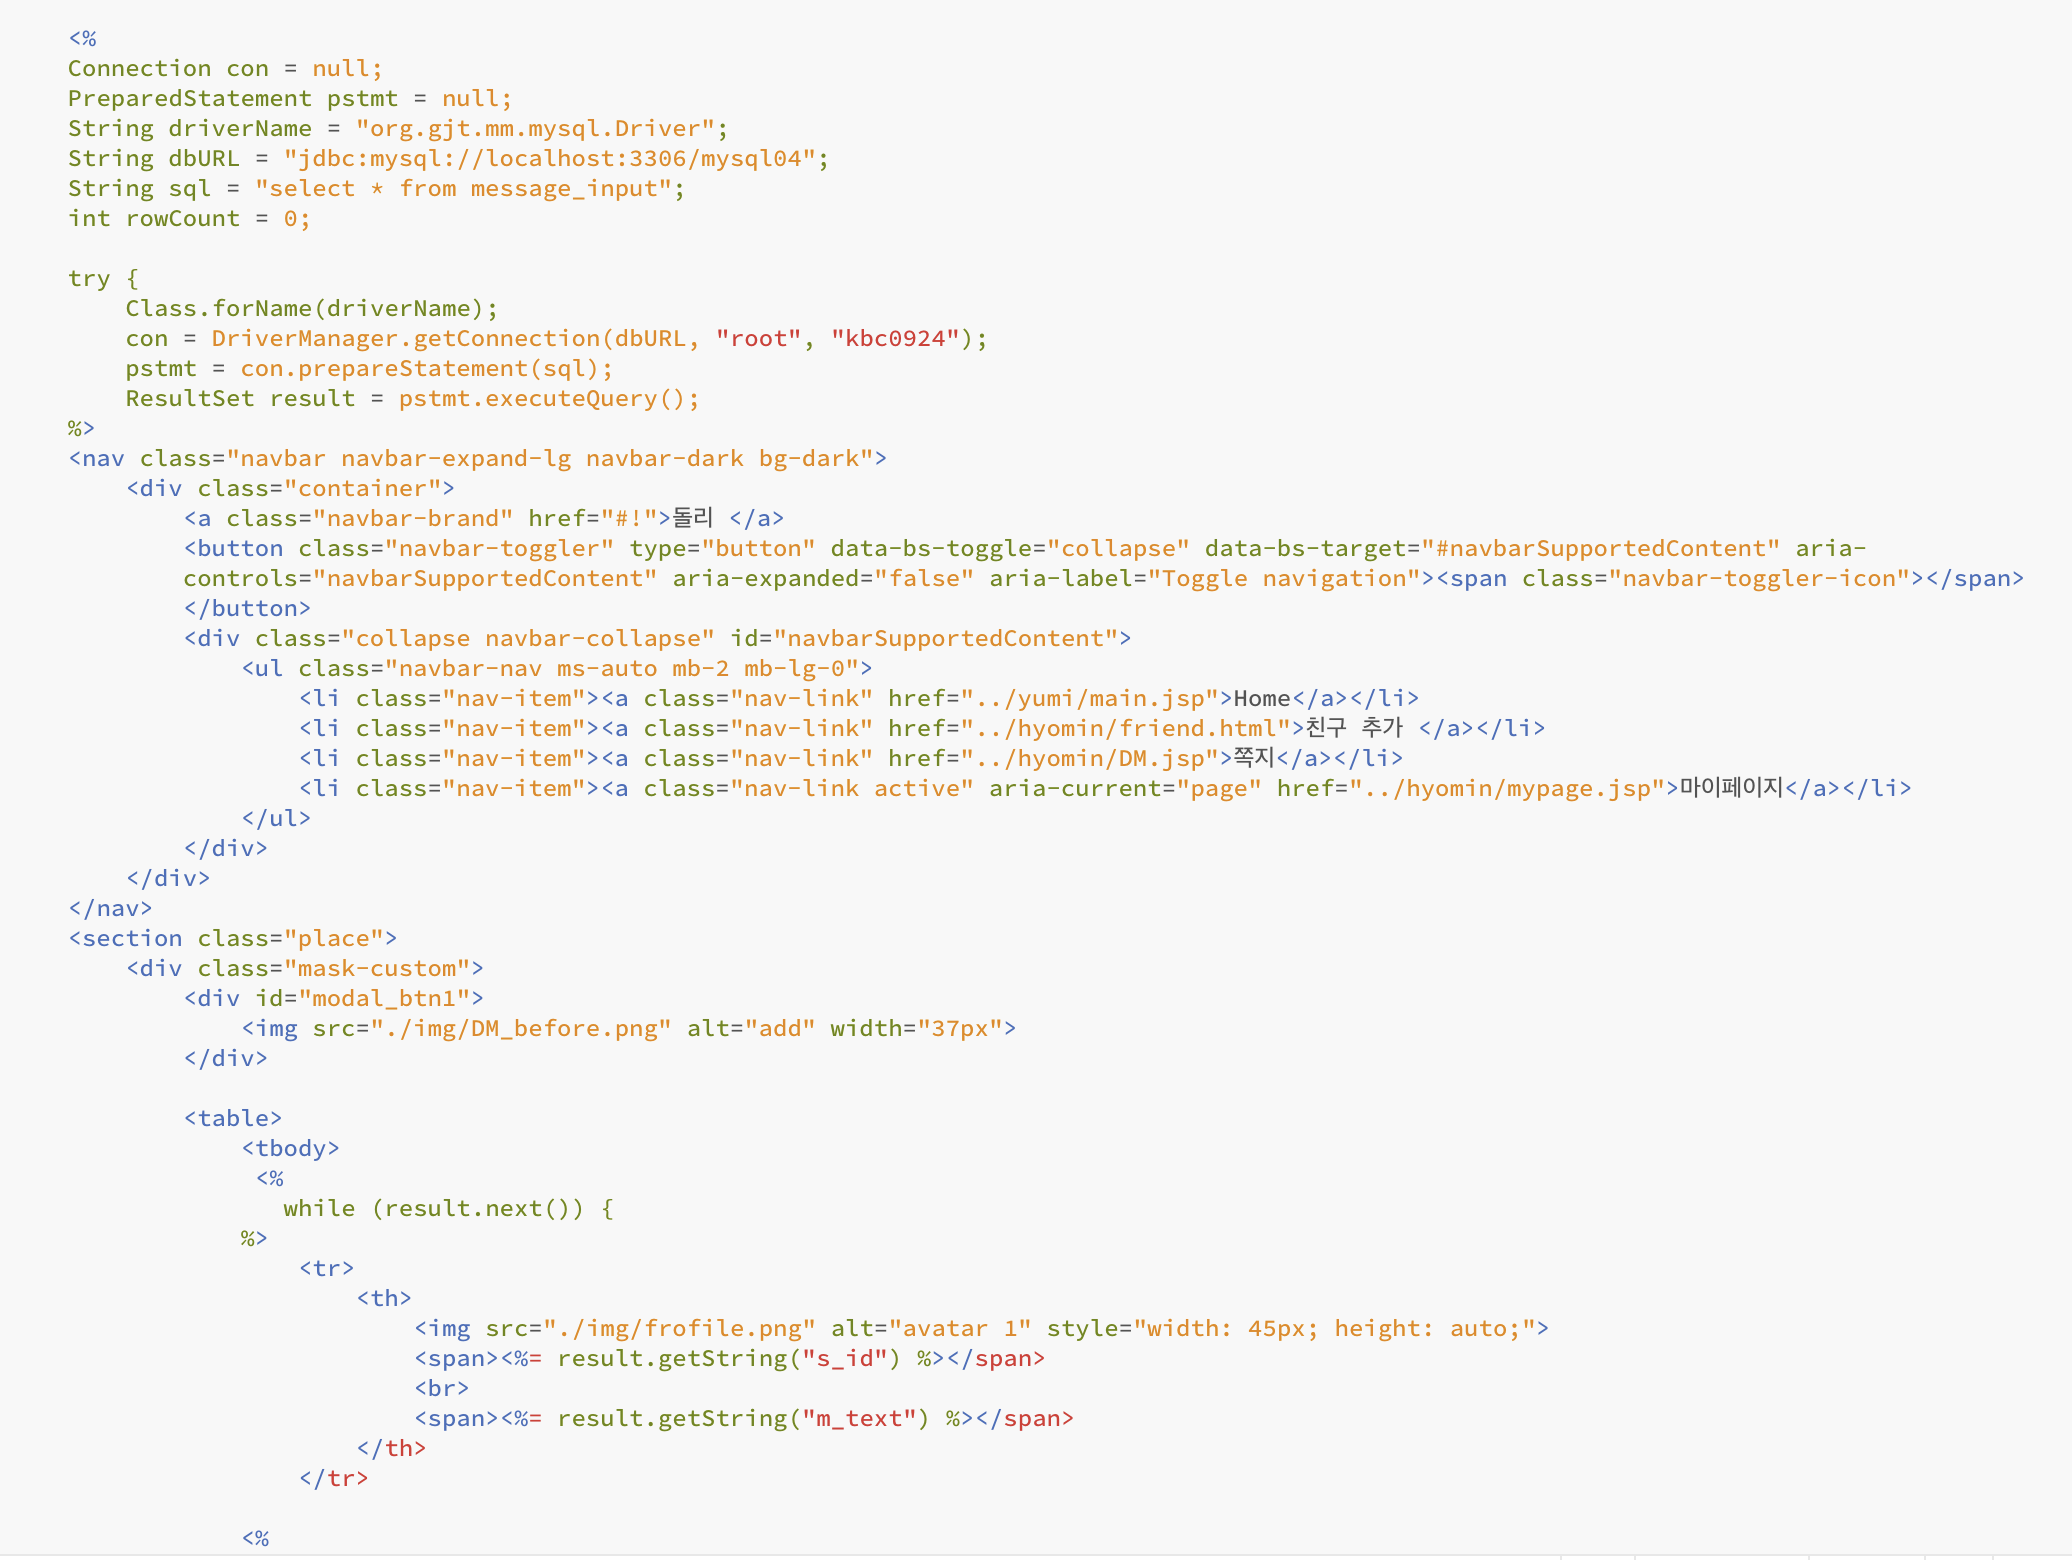 <%
Connection con = null;
PreparedStatement pstmt = null;
String driverName = "org.gjt.mm.mysql.Driver";
String dbURL = "jdbc:mysql://localhost:3306/mysql04";
String sql = "select * from message_input";
int rowCount = 0;
try {
Class.forName(driverName);
con = DriverManager.getConnection(dbURL, "root", "kbc0924");
pstmt = con.prepareStatement(sql);
ResultSet result = pstmt.executeQuery();
%>
<nav class="navbar navbar-expand-lg navbar-dark bg-dark">
<div class="container">
<a class="navbar-brand" href="#!">돌리 </a>
<button class="navbar-toggler" type="button" data-bs-toggle="collapse" data-bs-target="#navbarSupportedContent" aria-
controls="navbarSupportedContent" aria-expanded="false" aria-label="Toggle navigation"><span class="navbar-toggler-icon"></span>
</button>
<div class="collapse navbar-collapse" id="navbarSupportedContent">
<ul class="navbar-nav ms-auto mb-2 mb-lg-0">
<li class="nav-item"><a class="nav-link" href="../yumi/main.jsp">Home</a></li>
<li class="nav-item"><a class="nav-link" href="../hyomin/friend.html">친구 추가 </a></li>
<li class="nav-item"><a class="nav-link" href="../hyomin/DM.jsp">쪽지</a></li>
<li class="nav-item"><a class="nav-link active" aria-current="page" href="../hyomin/mypage.jsp">마이페이지</a></li>
</ul>
</div>
</div>
</nav>
<section class="place">
<div class="mask-custom">
<div id="modal_btn1">
<img src="./img/DM_before.png" alt="add" width="37px">
</div>
<table>
<tbody>
<%
while (result.next()) {
%>
<tr>
<th>
<img src="./img/frofile.png" alt="avatar 1" style="width: 45px; height: auto;">
<span><%= result.getString("s_id") %></span>
<br>
<span><%= result.getString("m_text") %></span>
</th>
</tr>
<%